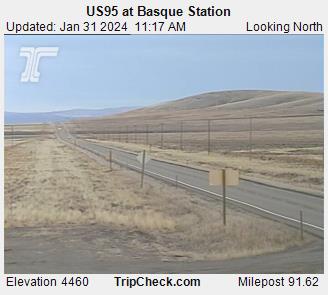 US95 at Basque Station
Updated: Jan 31 2024 11:17 AM Looking North
Elevation 4460 TripCheck.com Milepost 91.62